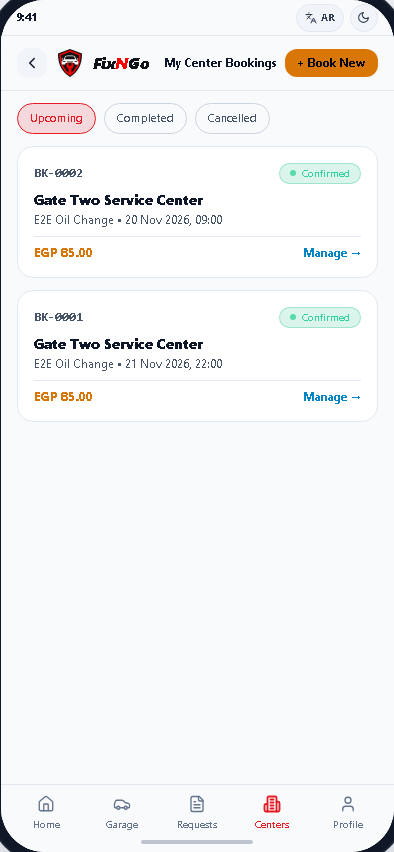 9:41
AR
FixNGo
My Center Bookings
+ Book New
Upcoming
Completed
Cancelled
BK-0002
Confirmed
Gate Two Service Center
E2E Oil Change • 20 Nov 2026, 09:00
EGP 85.00
Manage →
BK-0001
Confirmed
Gate Two Service Center
E2E Oil Change • 21 Nov 2026, 22:00
EGP 85.00
Manage →
Home
Garage
Requests
Centers
Profile